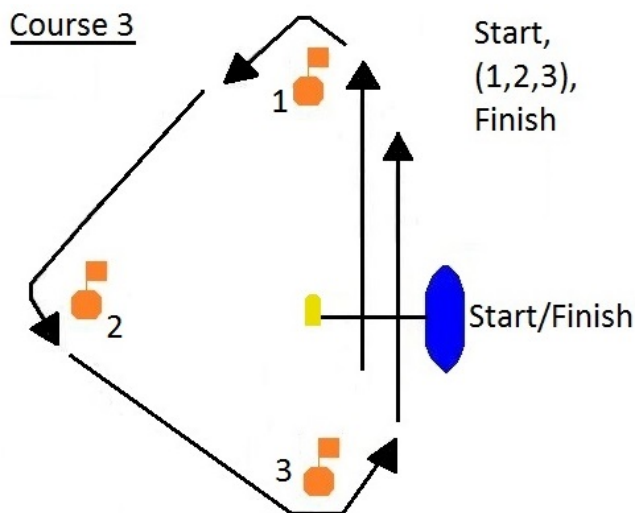 Course 3
Start,
(1,2,3),
Finish
1
2
Start/Finish
3